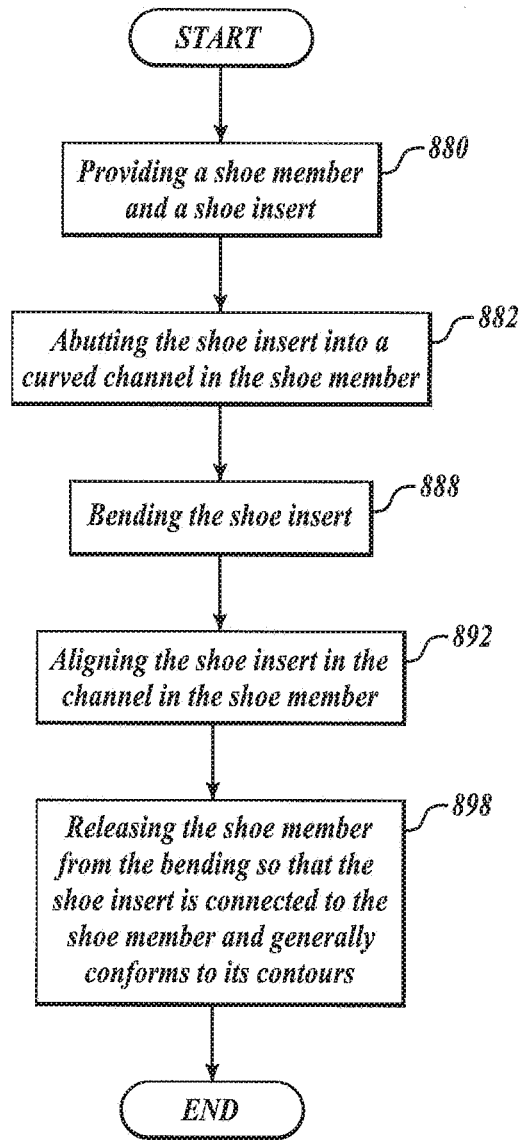 START
880
Providing a shoe member
and a shoe insert
882
Abutting the shoe insert into a
curved channel in the shoe member
888
Bending the shoe insert
892
Aligning the shoe insert in the
channel in the shoe member
898
Releasing the shoe member
from the bending so that the
shoe insert is connected to the
shoe member and generally
conforms to its contours
END